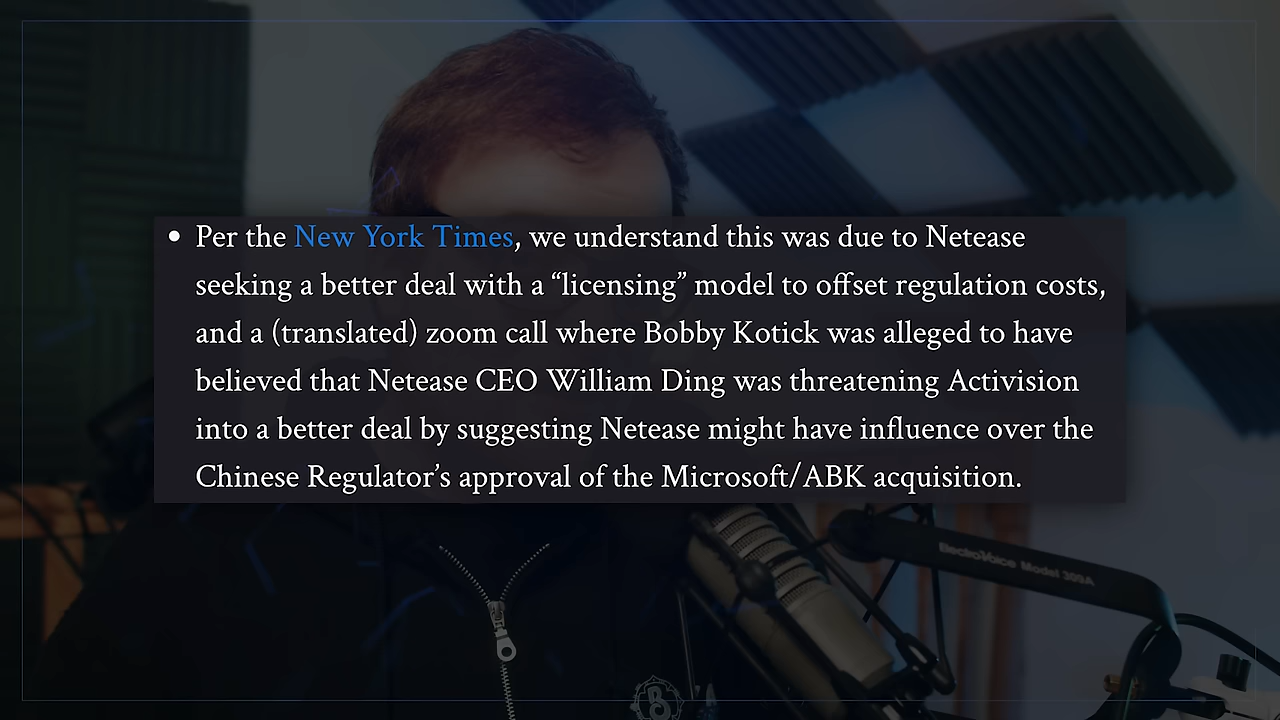 Per the New York Times, we understand this was due to Netease
seeking a better deal with a “licensing” model to offset regulation costs,
and a (translated) zoom call where Bobby Kotick was alleged to have
believed that Netease CEO William Ding was threatening Activision
into a better deal by suggesting Netease might have influence over the
Chinese Regulator’s approval of the Microsoft/ABK acquisition.
ElectroVoice Model 309A